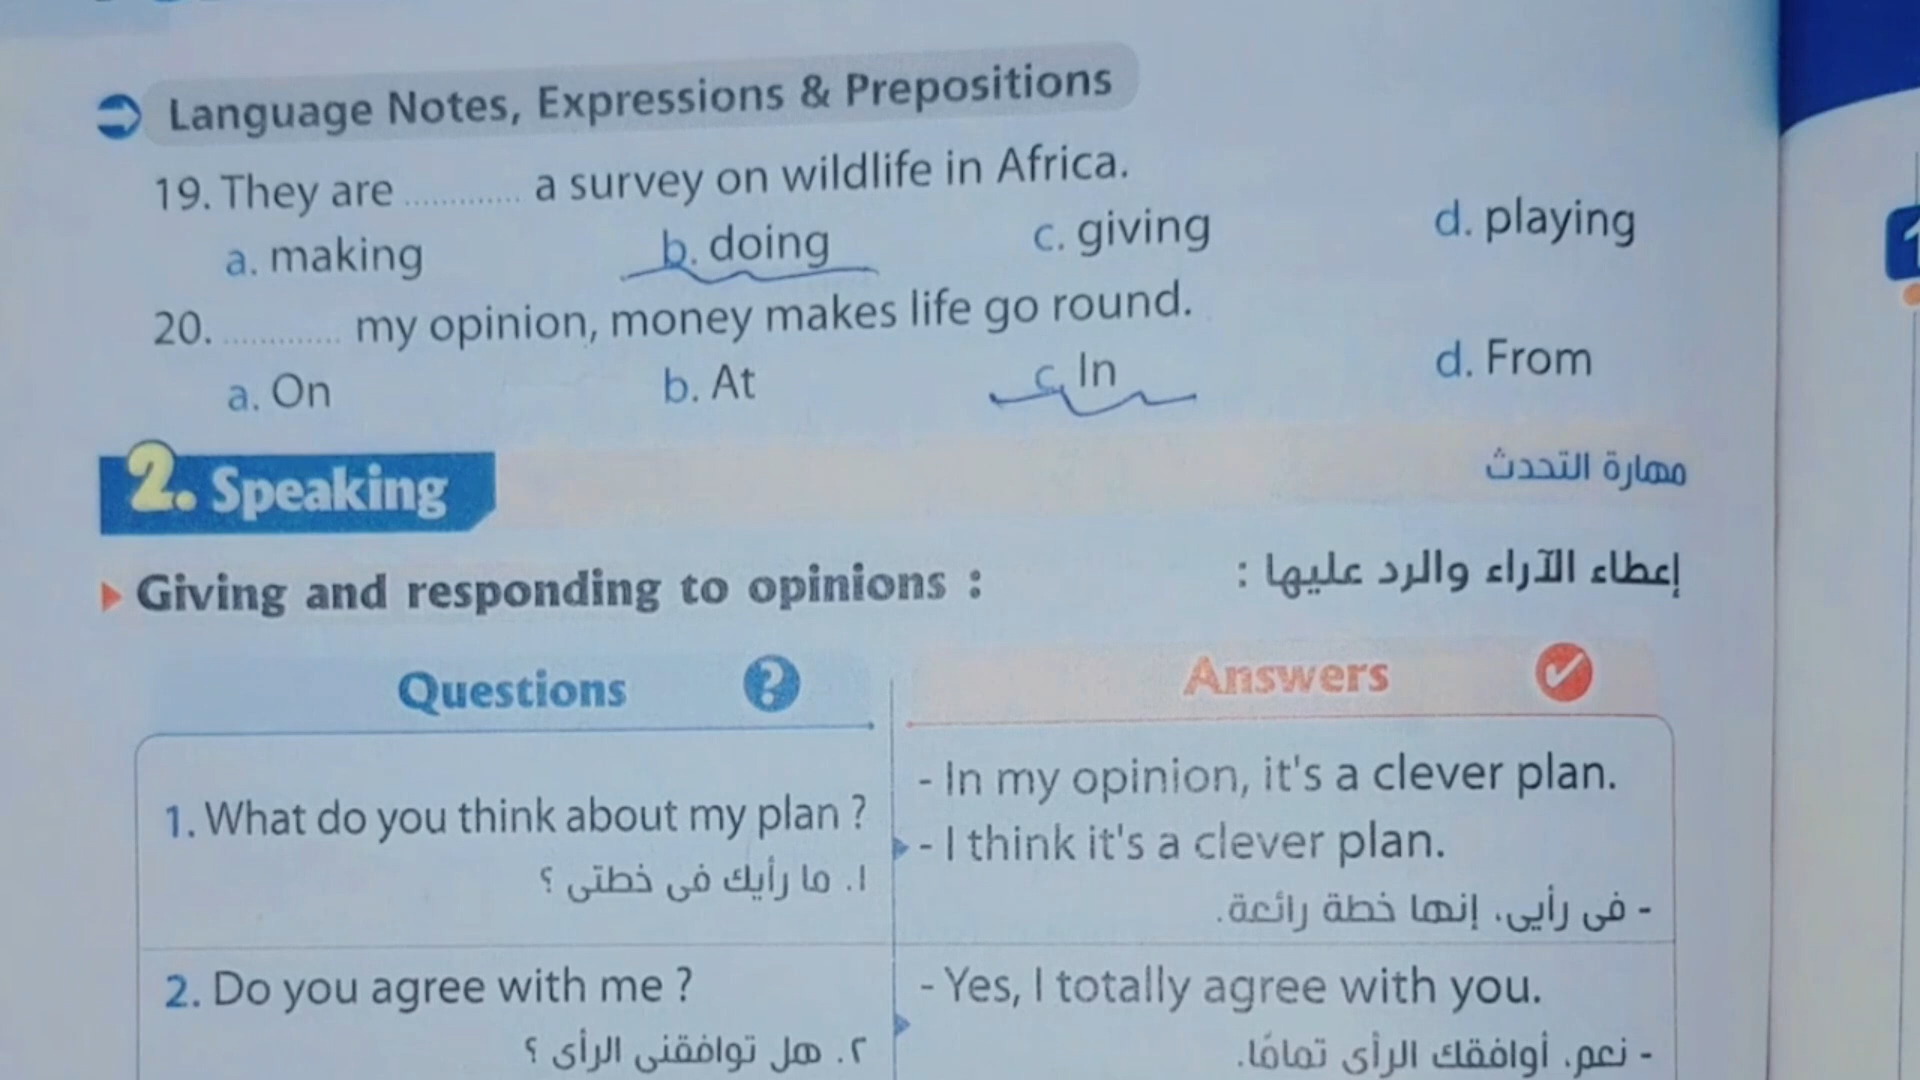 Language Notes, Expressions & Prepositions
19. They are ............ a survey on wildlife in Africa.
a. making b. doing c. giving d. playing
20. ............ my opinion, money makes life go round.
a. On b. At c. In d. From
2. Speaking مهارة التحدث
Giving and responding to opinions : إعطاء الآراء والرد عليها :
Questions ? Answers
1. What do you think about my plan ?
١. ما رأيك فى خطتى ؟
- In my opinion, it's a clever plan.
- I think it's a clever plan.
- فى رأيى، إنها خطة رائعة.
2. Do you agree with me ?
٢. هل توافقنى الرأى ؟
- Yes, I totally agree with you.
- نعم. أوافقك الرأى تمامًا.